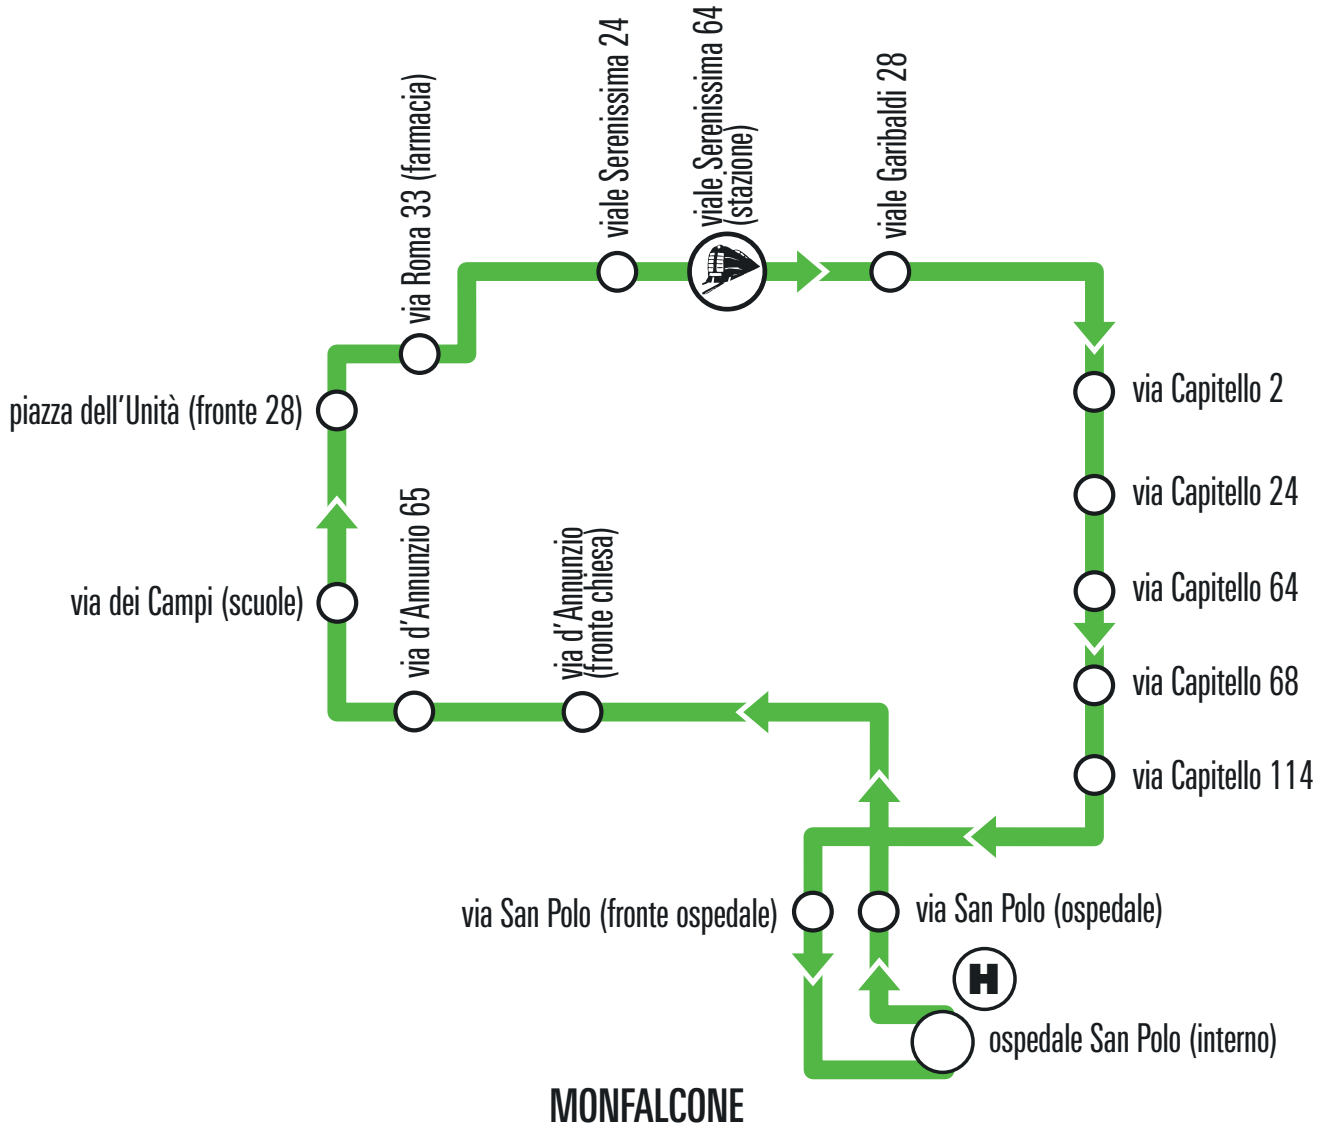 via Roma 33 (farmacia)
viale Serenissima 24
viale Serenissima 64
(stazione)
viale Garibaldi 28
piazza dell'Unità (fronte 28)
via Capitello 2
via Capitello 24
via dei Campi (scuole)
via d'Annunzio 65
via d'Annunzio
(fronte chiesa)
via Capitello 64
via Capitello 68
via Capitello 114
via San Polo (fronte ospedale)
via San Polo (ospedale)
H
ospedale San Polo (interno)
MONFALCONE